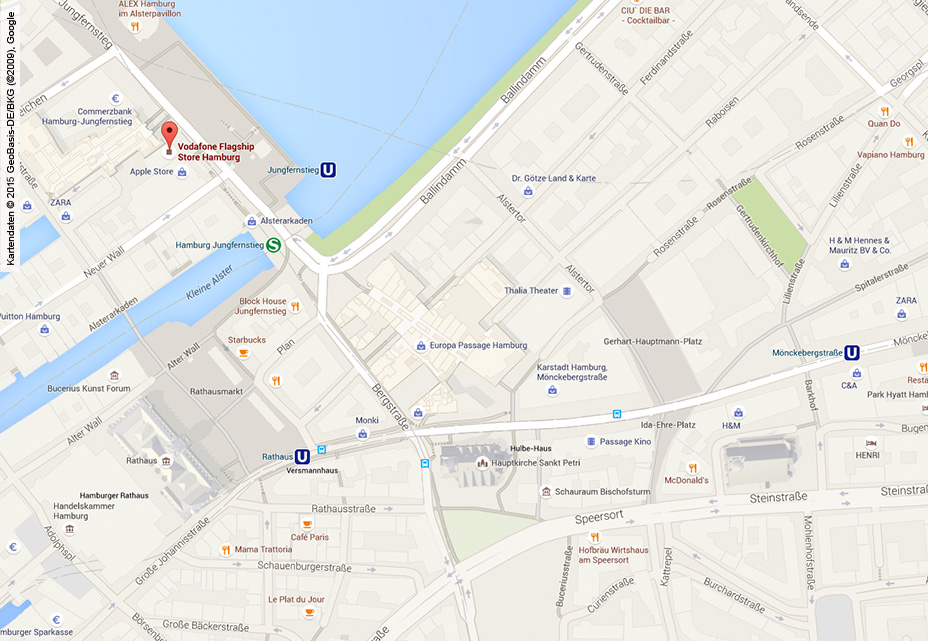 ALEX Hamburg
im Alsterpavillon
CIU' DIE BAR
- Cocktailbar -
Jungfernstieg
Kartendaten © 2015 GeoBasis-DE/BKG (©2009), Google
Gertrudenstraße
Ferdinandstraße
Georgspl.
Ballindamm
Raboisen
Commerzbank
Hamburg-Jungfernstieg
Quan Do
Rosenstraße
Vodafone Flagship
Store Hamburg
Vapiano Hamburg
Apple Store
Jungfernstieg
U
Ballindamm
Dr. Götze Land & Karte
Rosenstraße
Lilienstraße
ZARA
Alstertor
Alsterarkaden
Gertrudenkirchhof
Hamburg Jungfernstieg
S
Rosenstraße
H & M Hennes &
Mauritz BV & Co.
Neuer Wall
Kleine Alster
Alstertor
Lilienstraße
Spitalerstraße
Thalia Theater
Block House
Jungfernstieg
ZARA
Alsterarkaden
Vuitton Hamburg
Starbucks
Plan
Europa Passage Hamburg
Gerhart-Hauptmann-Platz
Mönckebergstraße
U
Alter Wall
Karstadt Hamburg,
Mönckebergstraße
C&A
Bucerius Kunst Forum
Rathausmarkt
Bergstraße
Barkhof
Park Hyatt
H&M
Monki
Alter Wall
Ida-Ehre-Platz
Passage Kino
HENRI
Rathaus
Rathaus
U
Versmannhaus
Hulbe-Haus
Hauptkirche Sankt Petri
McDonald's
Hamburger Rathaus
Handelskammer
Hamburg
Schauraum Bischofsturm
Steinstraße
Steinstraße
Rathausstraße
Speersort
Adolphspl.
Große Johannisstraße
Café Paris
Mama Trattoria
Hofbräu Wirtshaus
am Speersort
Kattrepel
Mohlenhofstraße
Schauenburgerstraße
Buceriusstraße
Burchardstraße
Curienstraße
Le Plat du Jour
Große Bäckerstraße
Bergstraße